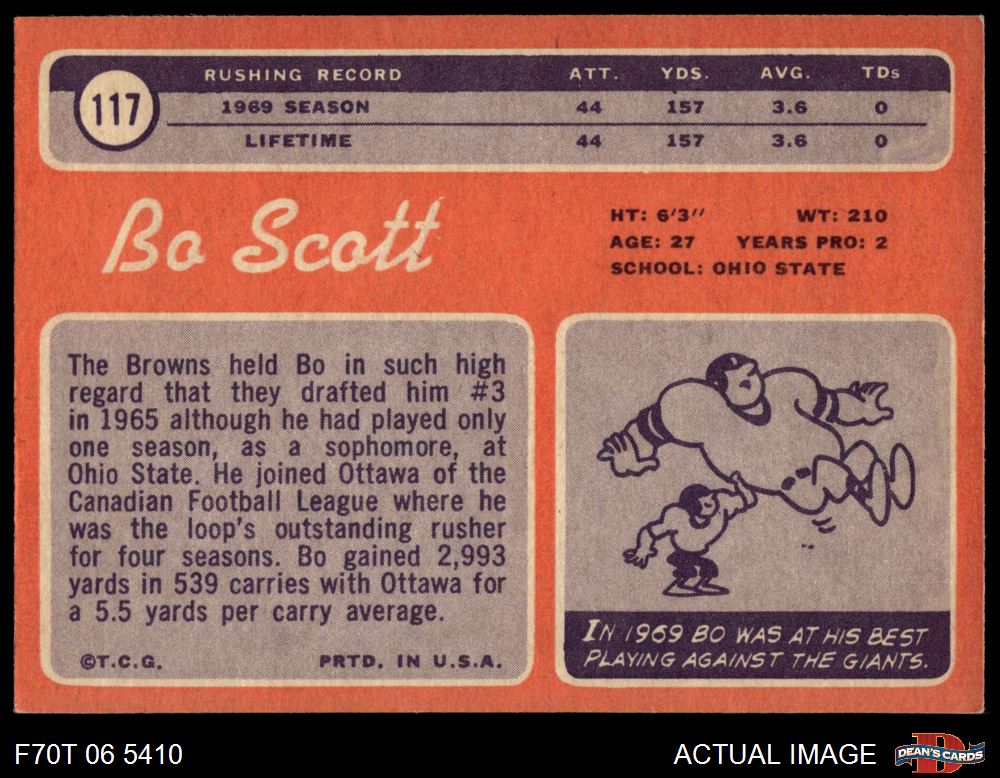 117
RUSHING RECORD ATT. YDS. AVG. TDs
1969 SEASON 44 157 3.6 0
LIFETIME 44 157 3.6 0
Bo Scott
HT: 6'3" WT: 210
AGE: 27 YEARS PRO: 2
SCHOOL: OHIO STATE
The Browns held Bo in such high
regard that they drafted him #3
in 1965 although he had played only
one season, as a sophomore, at
Ohio State. He joined Ottawa of the
Canadian Football League where he
was the loop's outstanding rusher
for four seasons. Bo gained 2,993
yards in 539 carries with Ottawa for
a 5.5 yards per carry average.
©T.C.G. PRTD. IN U.S.A.
IN 1969 BO WAS AT HIS BEST
PLAYING AGAINST THE GIANTS.
F70T 06 5410
ACTUAL IMAGE
DEAN'S CARDS